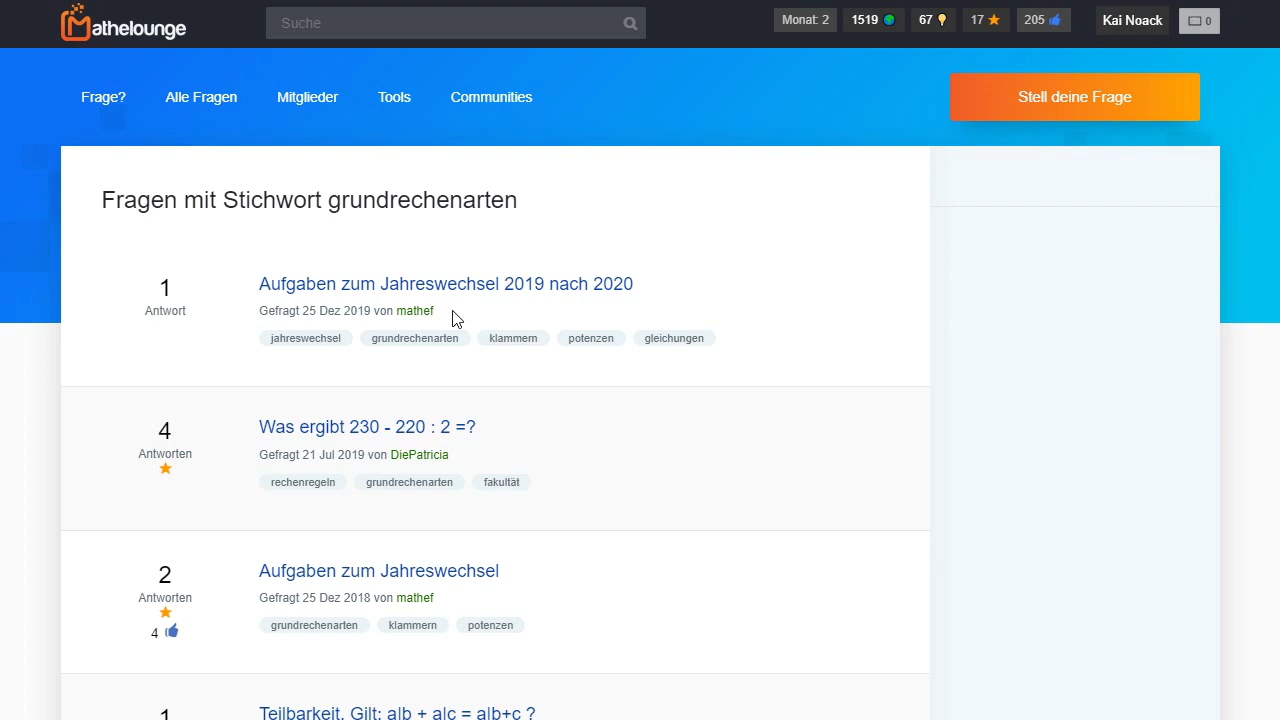 Mathelounge
Suche
Monat: 2
1519
67
17
205
Kai Noack
0
Frage?
Alle Fragen
Mitglieder
Tools
Communities
Stell deine Frage
Fragen mit Stichwort grundrechenarten
1
Antwort
Aufgaben zum Jahreswechsel 2019 nach 2020
Gefragt 25 Dez 2019 von mathef
jahreswechsel grundrechenarten klammern potenzen gleichungen
4
Antworten
Was ergibt 230 - 220 : 2 =?
Gefragt 21 Jul 2019 von DiePatricia
rechenregeln grundrechenarten fakultät
2
Antworten
4
Aufgaben zum Jahreswechsel
Gefragt 25 Dez 2018 von mathef
grundrechenarten klammern potenzen
1
Teilbarkeit. Gilt: a|b + a|c = a|b+c ?